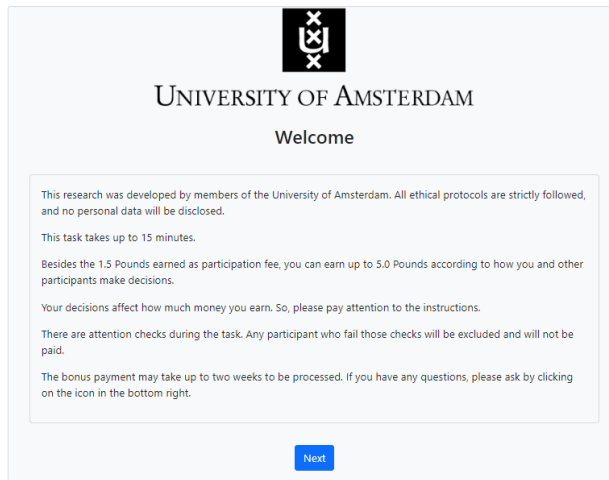 UNIVERSITY OF AMSTERDAM
Welcome
This research was developed by members of the University of Amsterdam. All ethical protocols are strictly followed,
and no personal data will be disclosed.
This task takes up to 15 minutes.
Besides the 1.5 Pounds earned as participation fee, you can earn up to 5.0 Pounds according to how you and other
participants make decisions.
Your decisions affect how much money you earn. So, please pay attention to the instructions.
There are attention checks during the task. Any participant who fail those checks will be excluded and will not be
paid.
The bonus payment may take up to two weeks to be processed. If you have any questions, please ask by clicking
on the icon in the bottom right.
Next